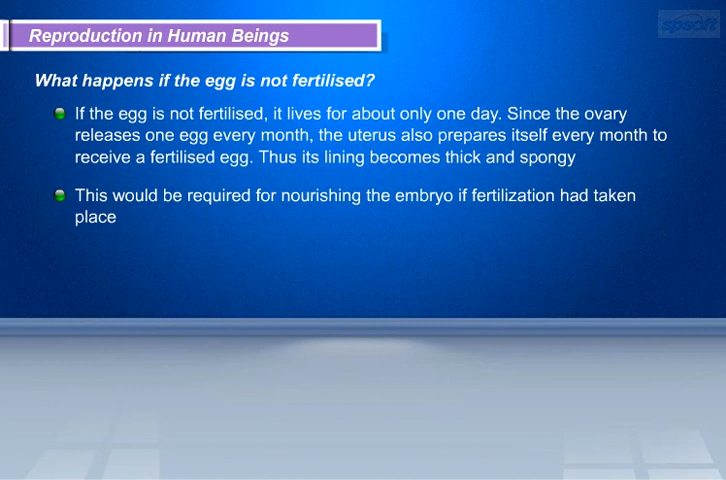 spsoft
Reproduction in Human Beings
What happens if the egg is not fertilised?
If the egg is not fertilised, it lives for about only one day. Since the ovary
releases one egg every month, the uterus also prepares itself every month to
receive a fertilised egg. Thus its lining becomes thick and spongy
This would be required for nourishing the embryo if fertilization had taken
place